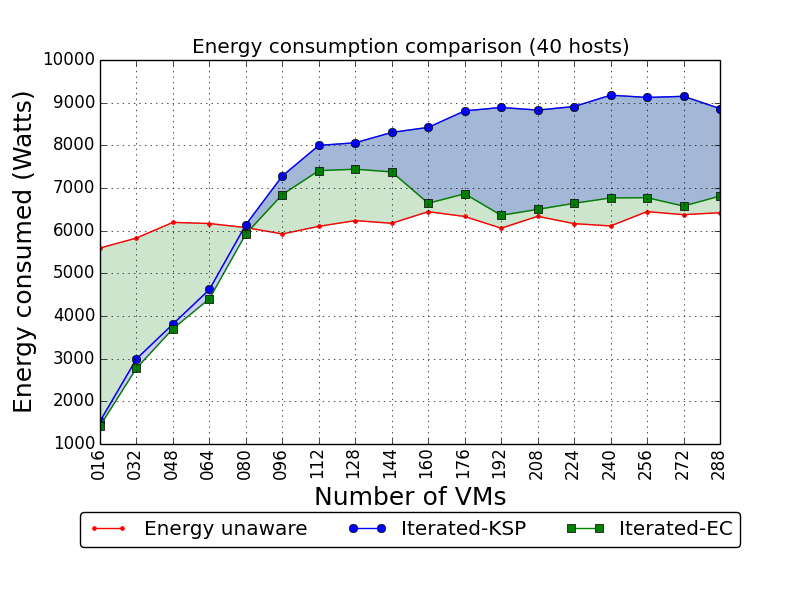 Energy consumption comparison (40 hosts)
10000
9000
8000
7000
6000
5000
4000
3000
2000
1000
Energy consumed (Watts)
016 032 048 064 080 096 112 128 144 160 176 192 208 224 240 256 272 288
Number of VMs
Energy unaware Iterated-KSP Iterated-EC